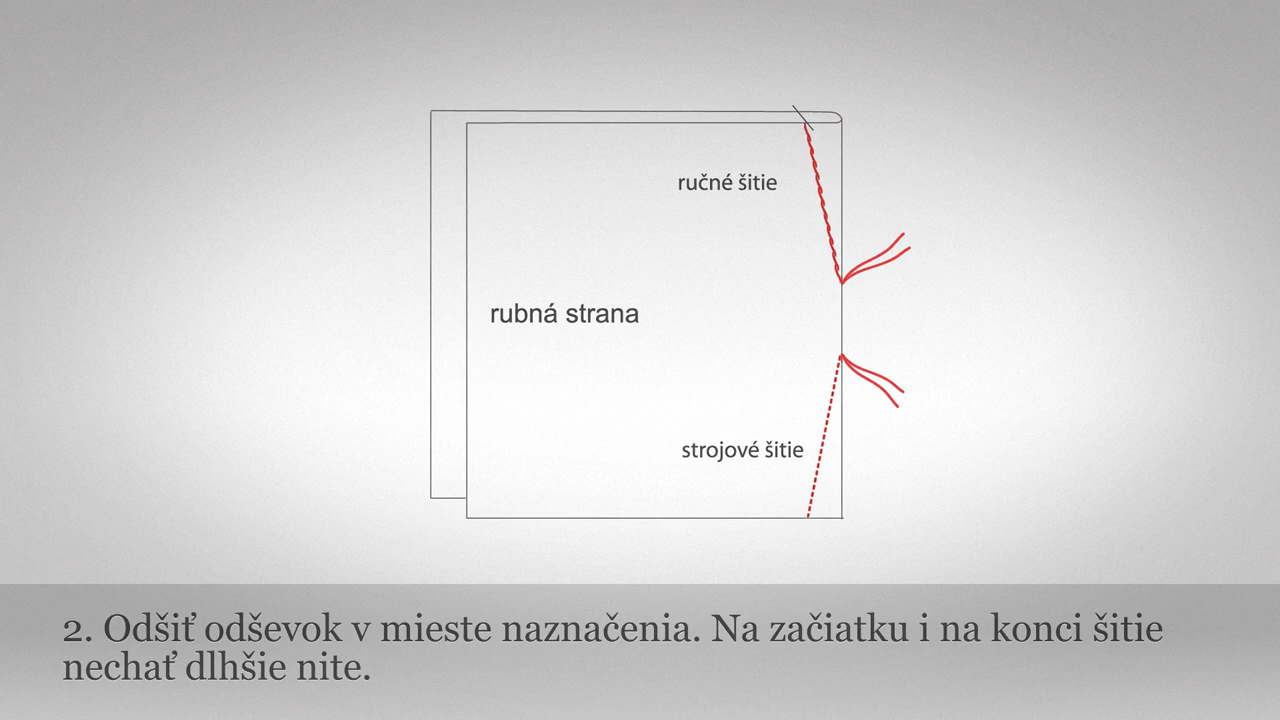 ručné šitie
rubná strana
strojové šitie
2. Odšiť odševok v mieste naznačenia. Na začiatku i na konci šitie
nechať dlhšie nite.